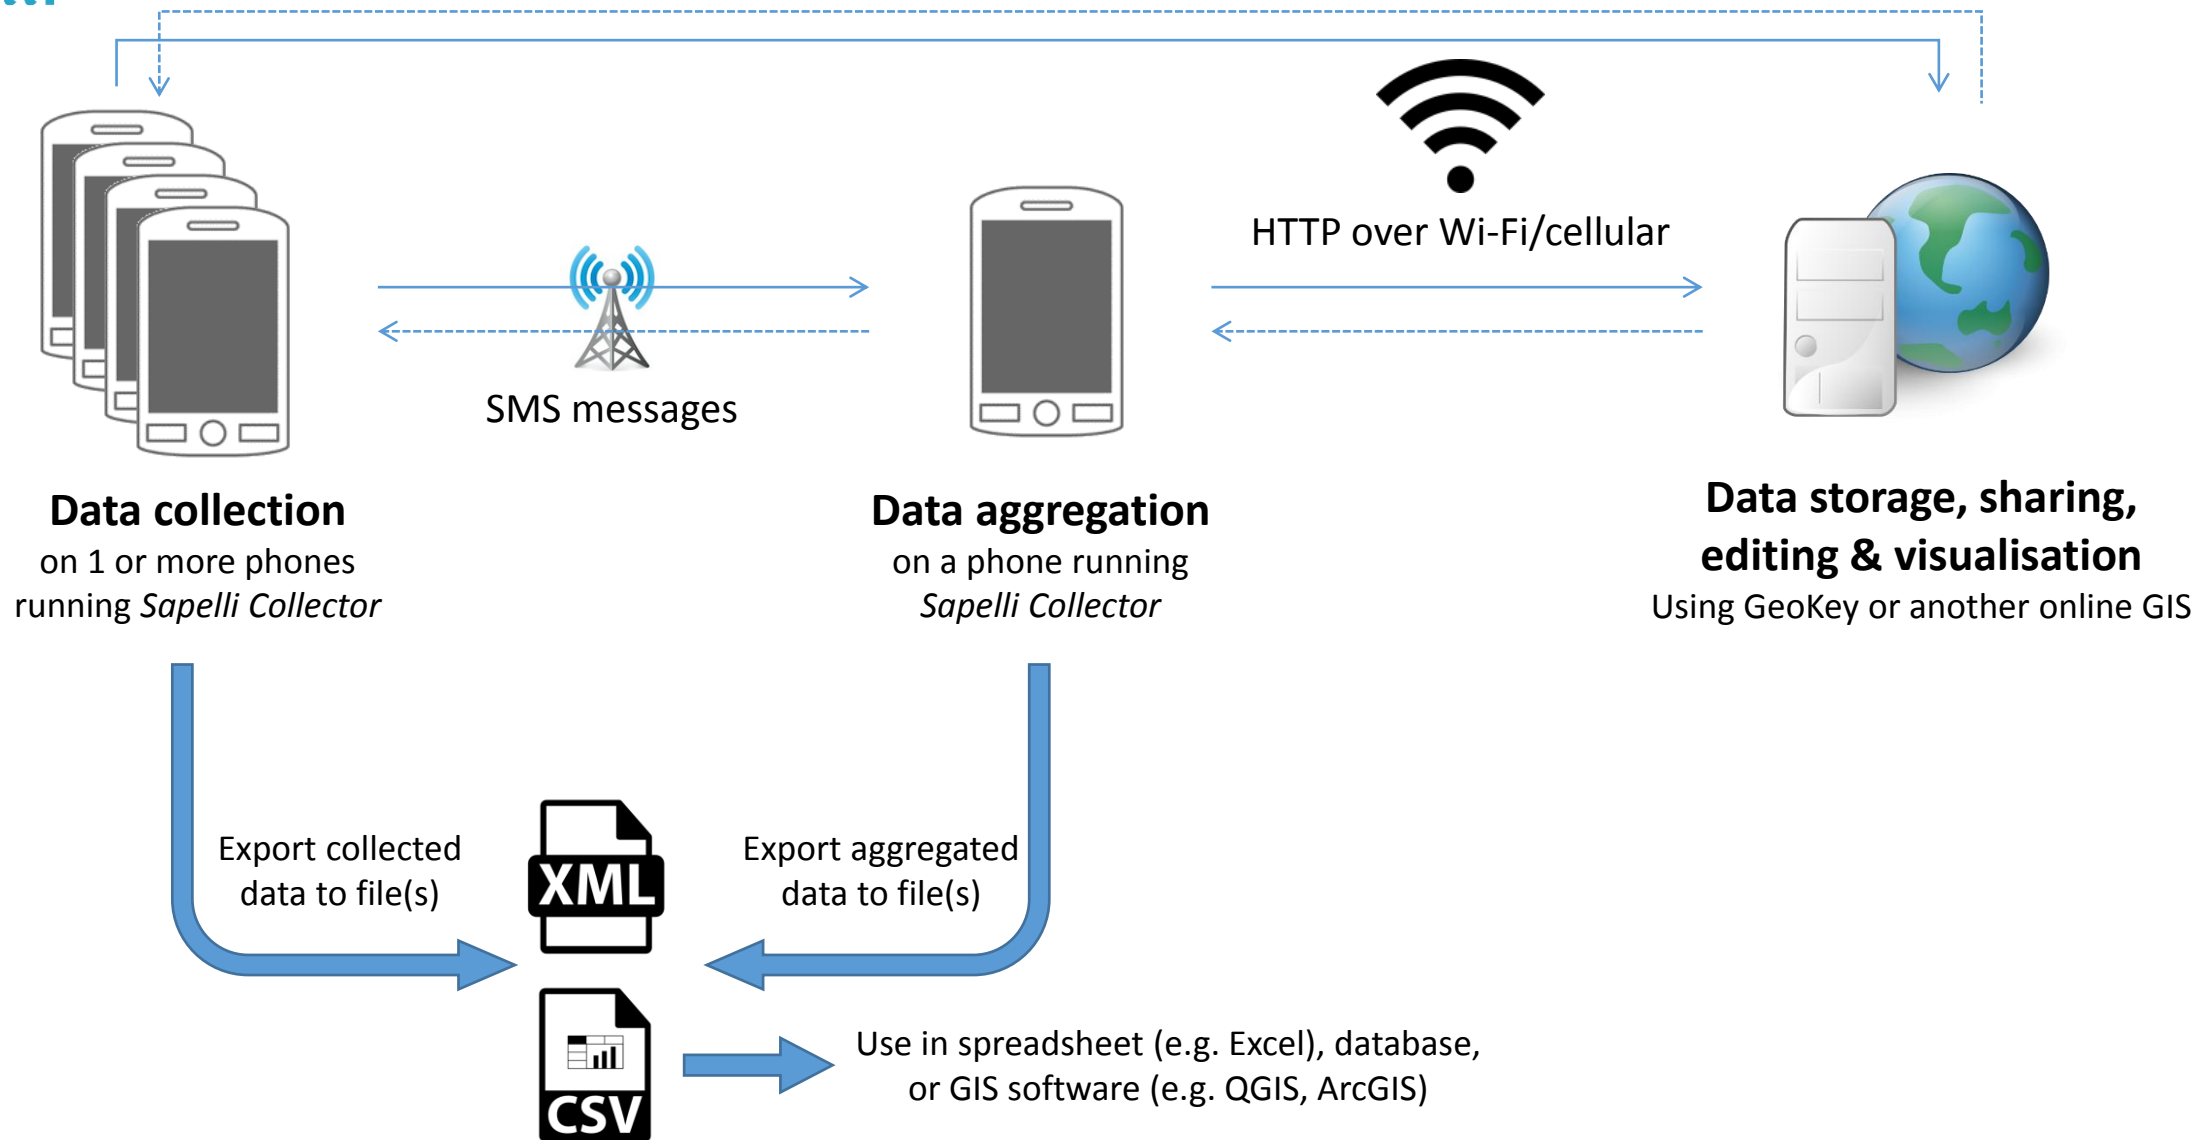 HTTP over Wi-Fi/cellular
SMS messages
Data collection
on 1 or more phones
running Sapelli Collector
Data aggregation
on a phone running
Sapelli Collector
Data storage, sharing,
editing & visualisation
Using GeoKey or another online GIS
Export collected
data to file(s)
XML
Export aggregated
data to file(s)
CSV
Use in spreadsheet (e.g. Excel), database,
or GIS software (e.g. QGIS, ArcGIS)